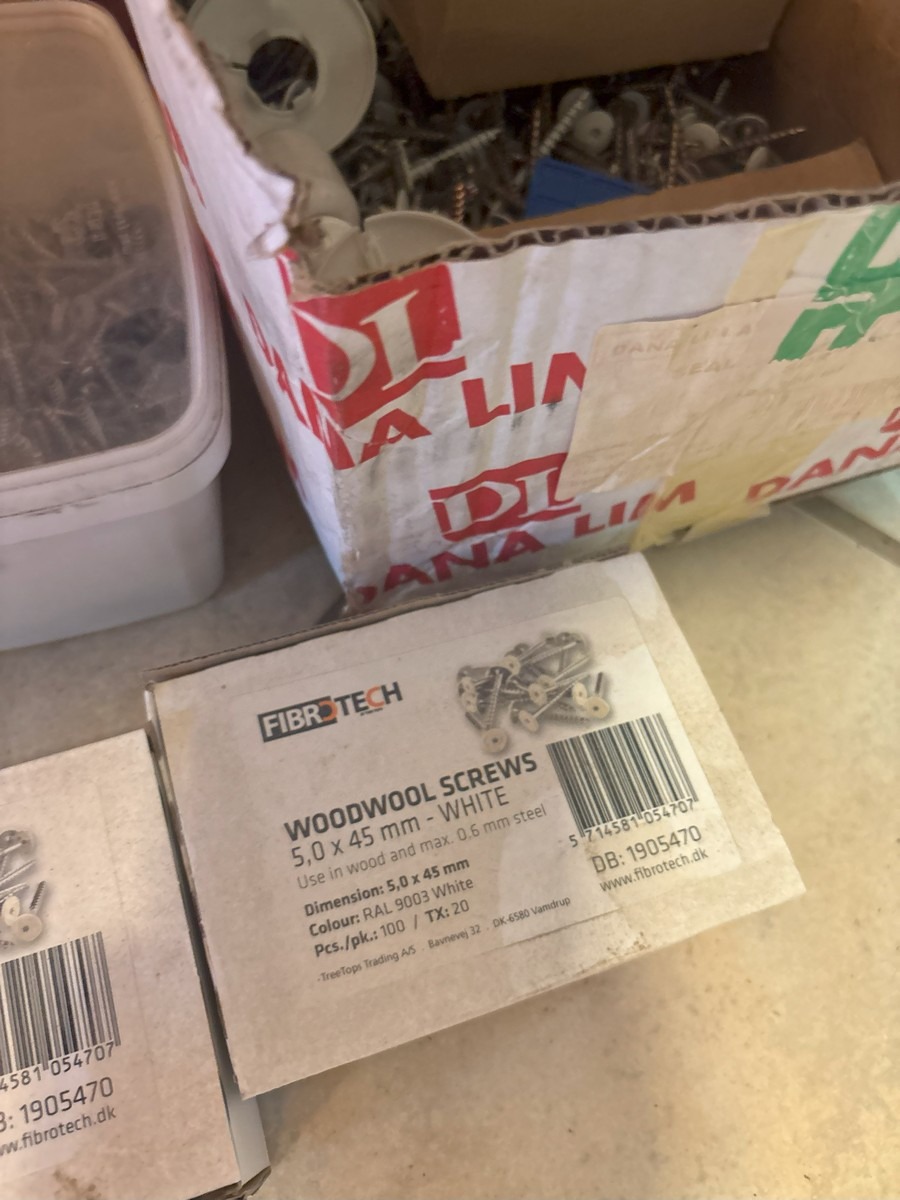 DI
DANA LIM
DI
DANA LIM
DANA
FIBROTECH
WOODWOOL SCREWS
5,0 x 45 mm - WHITE
Use in wood and max. 0.6 mm steel
Dimension: 5,0 x 45 mm
Colour: RAL 9003 White
Pcs./pk.: 100 / TX: 20
TreeTops Trading A/S . Bavnevej 32 . DK-6580 Vamdrup
5 714581 054707
DB: 1905470
www.fibrotech.dk
4581 054707
B: 1905470
ww.fibrotech.dk